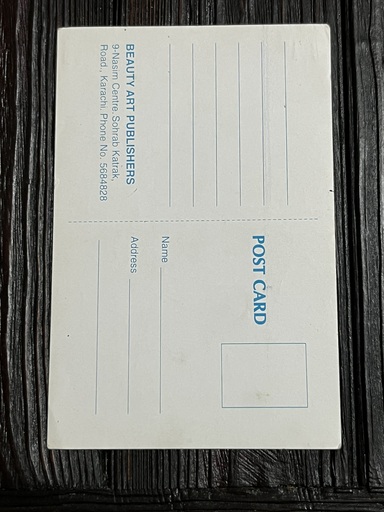 POST CARD
Name
Address
BEAUTY ART PUBLISHERS
9-Nasim Centre, Sohrab Katrak,
Road., Karachi. Phone No. 5684828